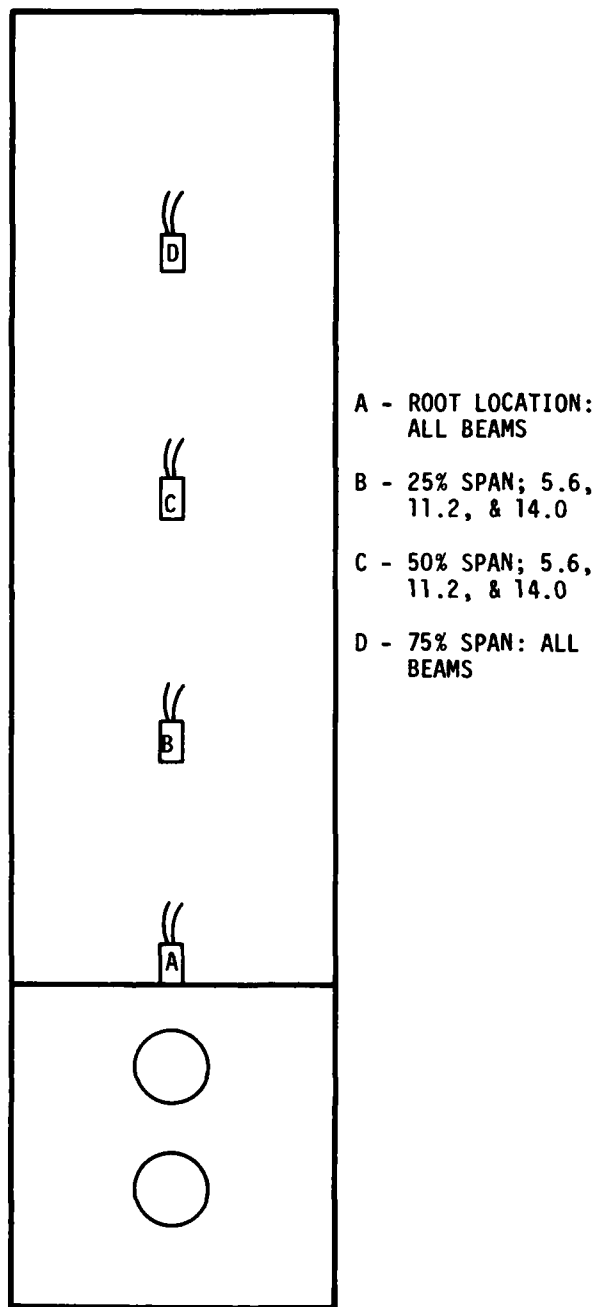 D
C
B
A
A - ROOT LOCATION:
ALL BEAMS
B - 25% SPAN; 5.6,
11.2, & 14.0
C - 50% SPAN; 5.6,
11.2, & 14.0
D - 75% SPAN: ALL
BEAMS